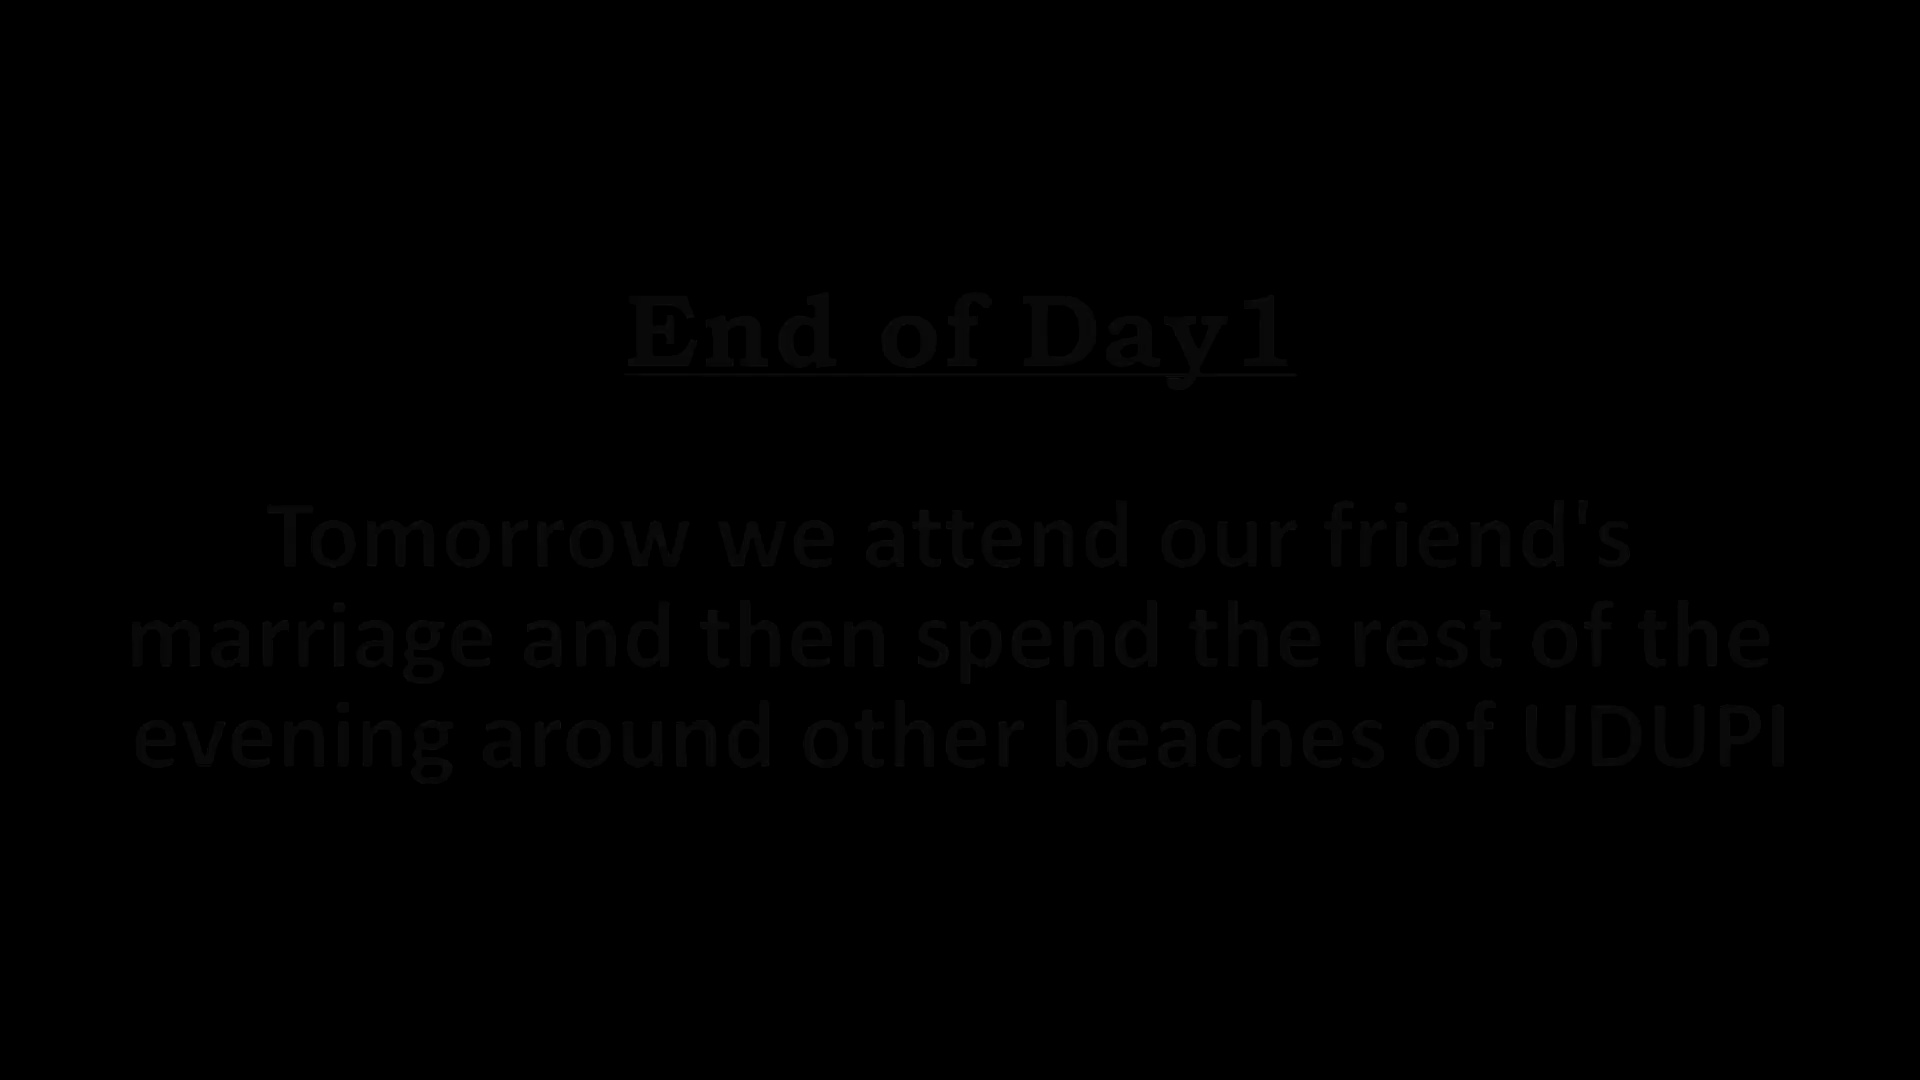 End of Day1
Tomorrow we attend our friend's
marriage and then spend the rest of the
evening around other beaches of UDUPI